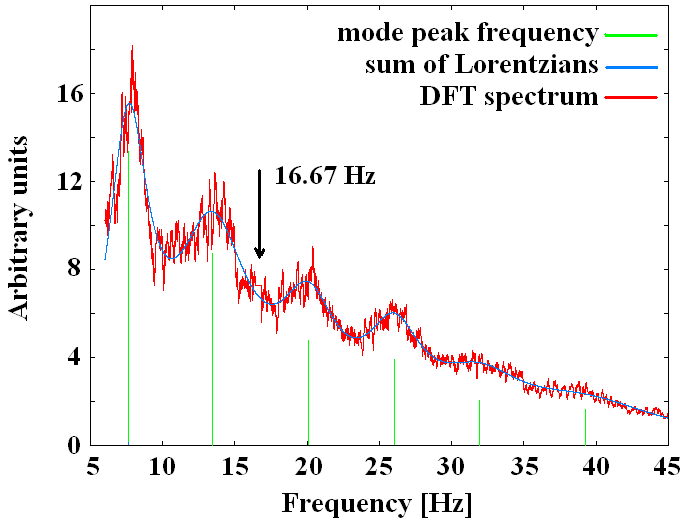 mode peak frequency
sum of Lorentzians
DFT spectrum
16.67 Hz
Arbitrary units
16
12
8
4
0
5 10 15 20 25 30 35 40 45
Frequency [Hz]